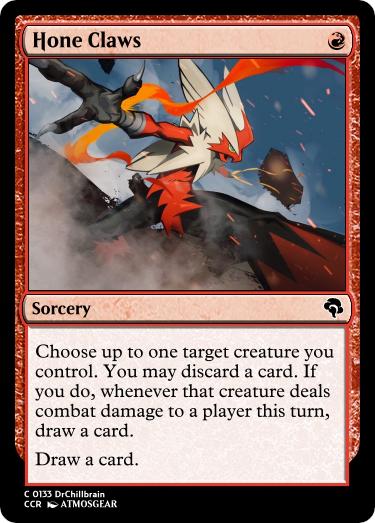 Hone Claws
Sorcery
Choose up to one target creature you
control. You may discard a card. If
you do, whenever that creature deals
combat damage to a player this turn,
draw a card.
Draw a card.
C 0133 DrChillbrain
CCR ATMOSGEAR